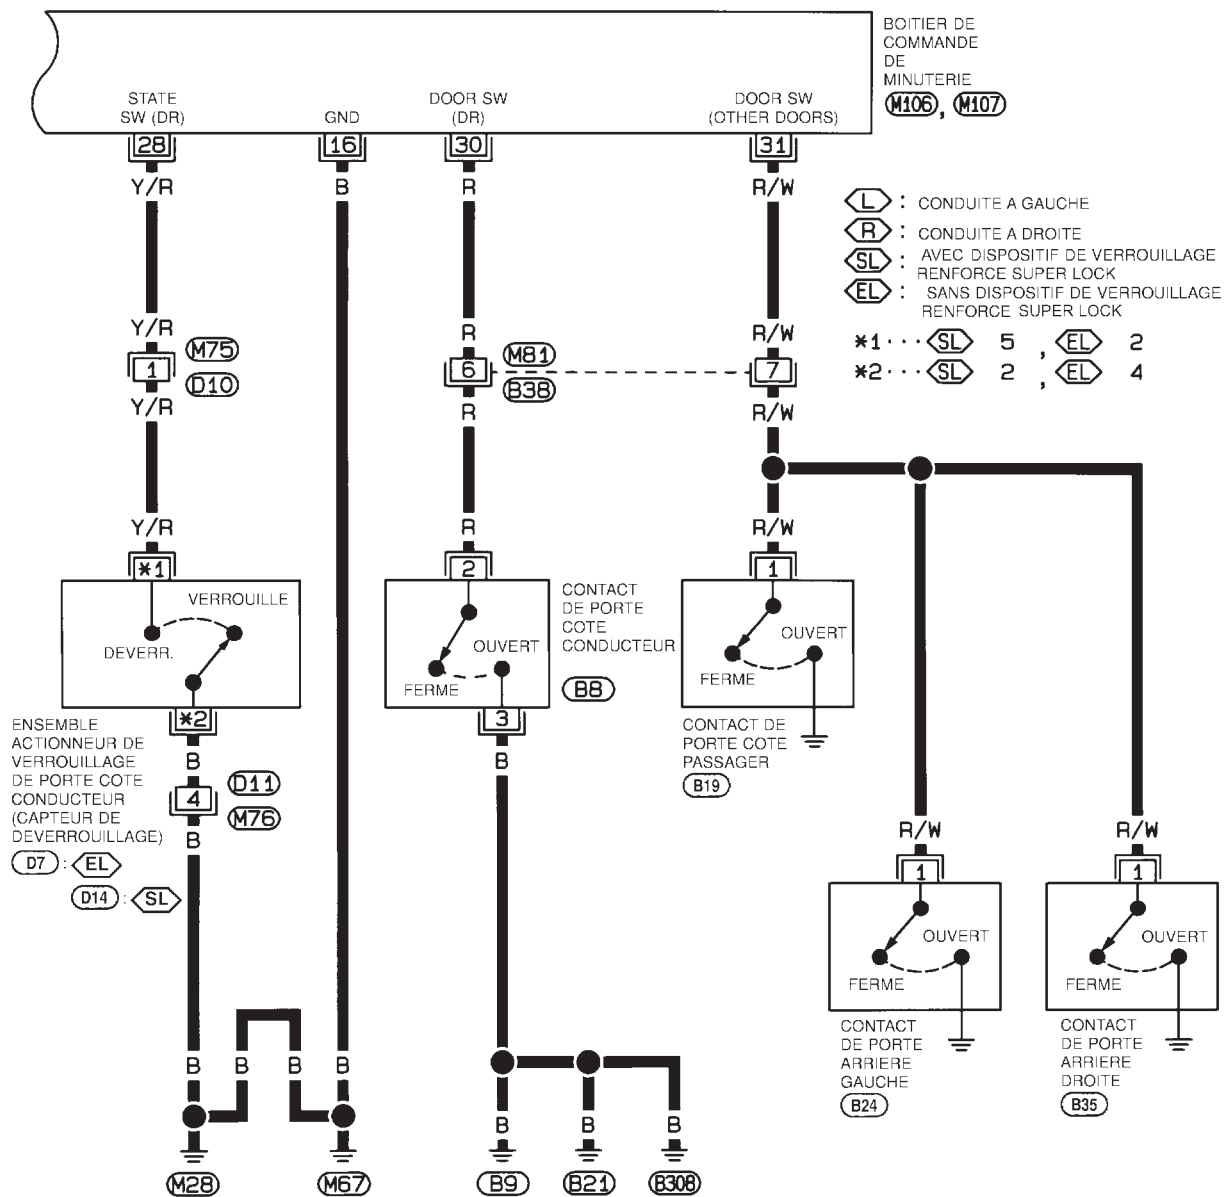 BOITIER DE
COMMANDE
DE
MINUTERIE
M106, M107
STATE
SW (DR)
GND
DOOR SW
(DR)
DOOR SW
(OTHER DOORS)
28
16
30
31
Y/R
B
R
R/W
L : CONDUITE A GAUCHE
R : CONDUITE A DROITE
SL : AVEC DISPOSITIF DE VERROUILLAGE
RENFORCE SUPER LOCK
EL : SANS DISPOSITIF DE VERROUILLAGE
RENFORCE SUPER LOCK
*1 ··· SL 5 , EL 2
*2 ··· SL 2 , EL 4
Y/R
R
R/W
1
M75
D10
6
M81
B38
7
Y/R
R
R/W
Y/R
R
R/W
*1
2
1
VERROUILLE
DEVERR.
OUVERT
FERME
CONTACT
DE PORTE
COTE
CONDUCTEUR
B8
OUVERT
FERME
*2
3
ENSEMBLE
ACTIONNEUR DE
VERROUILLAGE
DE PORTE COTE
CONDUCTEUR
(CAPTEUR DE
DEVERROUILLAGE)
D7 : EL
D14 : SL
B
4
D11
M76
B
B
CONTACT DE
PORTE COTE
PASSAGER
B19
R/W
R/W
1
1
OUVERT
FERME
OUVERT
FERME
CONTACT
DE PORTE
ARRIERE
GAUCHE
B24
CONTACT
DE PORTE
ARRIERE
DROITE
B35
B
B
B
B
B
B
B
M28
M67
B9
B21
B308